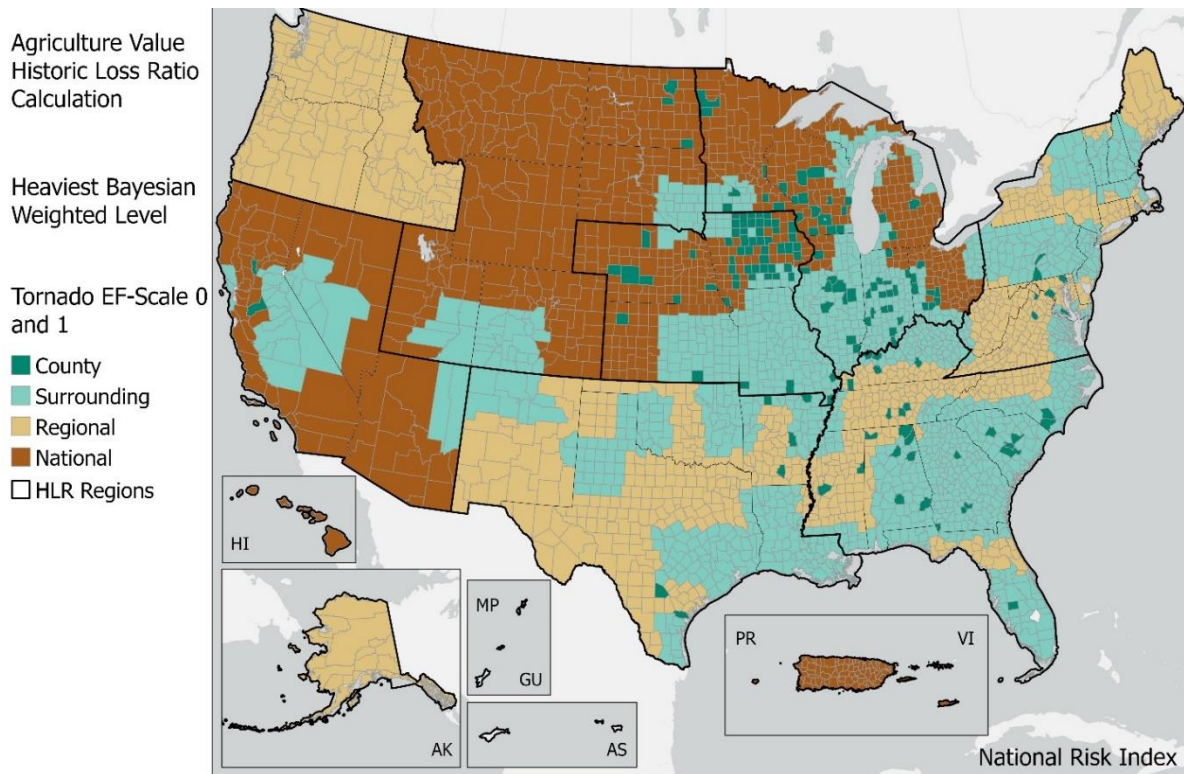 Agriculture Value
Historic Loss Ratio
Calculation
Heaviest Bayesian
Weighted Level
Tornado EF-Scale 0
and 1
County
Surrounding
Regional
National
HLR Regions
HI
AK
MP
GU
AS
PR
VI
National Risk Index